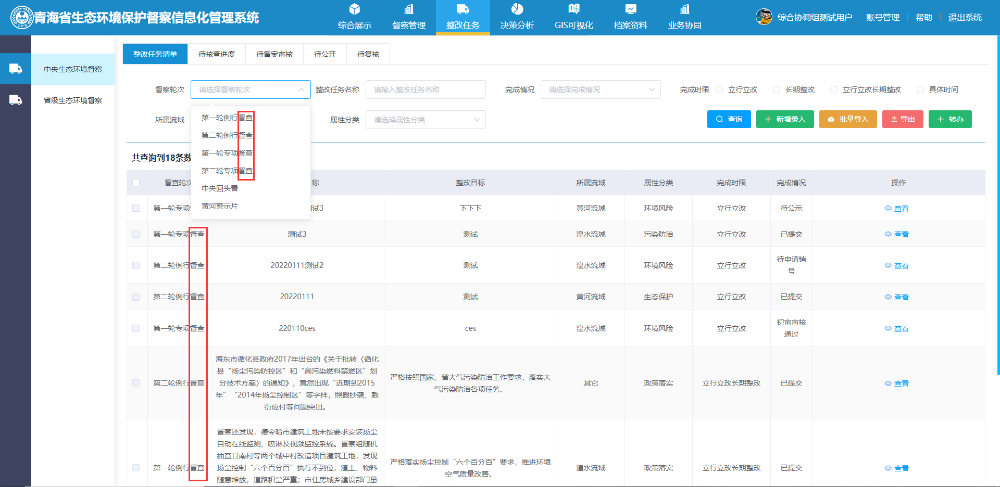 青海省生态环境保护督察信息化管理系统
综合展示
督察管理
整改任务
决策分析
GIS可视化
档案资料
业务协同
综合协调组测试用户
账号管理
帮助
退出系统
中央生态环境督察
省级生态环境督察
整改任务清单
待核查进度
待备案审核
待公开
待复核
督察轮次
请选择督察轮次
整改任务名称
请输入整改任务名称
完成情况
请选择完成情况
完成时限
立行立改
长期整改
立行立改长期整改
具体时间
所属流域
属性分类
请选择属性分类
查询
新增录入
批量导入
导出
转办
第一轮例行督查
第二轮例行督查
第一轮专项督查
第二轮专项督查
中央回头看
黄河警示片
共查询到18条数
督查轮次
称
整改目标
所属流域
属性分类
完成时限
完成情况
操作
第一轮专项
试3
下下下
黄河流域
环境风险
立行立改
待公示
查看
第一轮专项督查
测试3
测试
湟水流域
污染防治
立行立改
已提交
查看
第二轮例行督查
20220111测试2
测试
湟水流域
环境风险
立行立改
待申请销
号
查看
第二轮例行督查
20220111
测试
黄河流域
生态保护
立行立改
已提交
查看
第一轮专项督查
220110ces
ces
湟水流域
环境风险
立行立改
初审审核
通过
查看
第二轮例行督查
海东市循化县政府2017年出台的《关于批转〈循化
县“扬尘污染防控区”和“高污染燃料禁燃区”划
分技术方案〉的通知》，竟然出现“近期到2015
年”“2014年扬尘控制区”等字样，照搬抄袭、敷
衍应付等问题突出。
严格按照国家、省大气污染防治工作要求，落实大
气污染防治各项任务。
其它
政策落实
立行立改长期整改
已提交
查看
第一轮例行督查
督察还发现，德令哈市建筑工地未按要求安装扬尘
自动在线监测、喷淋及视频监控系统。督察组随机
抽查甘南村等两个城中村改造项目建筑工地，发现
扬尘控制“六个百分百”执行不到位，渣土、物料
随意堆放，道路积尘严重；市住房城乡建设部门虽
严格落实扬尘控制“六个百分百”要求，推进环境
空气质量改善。
湟水流域
政策落实
立行立改长期整改
已提交
查看